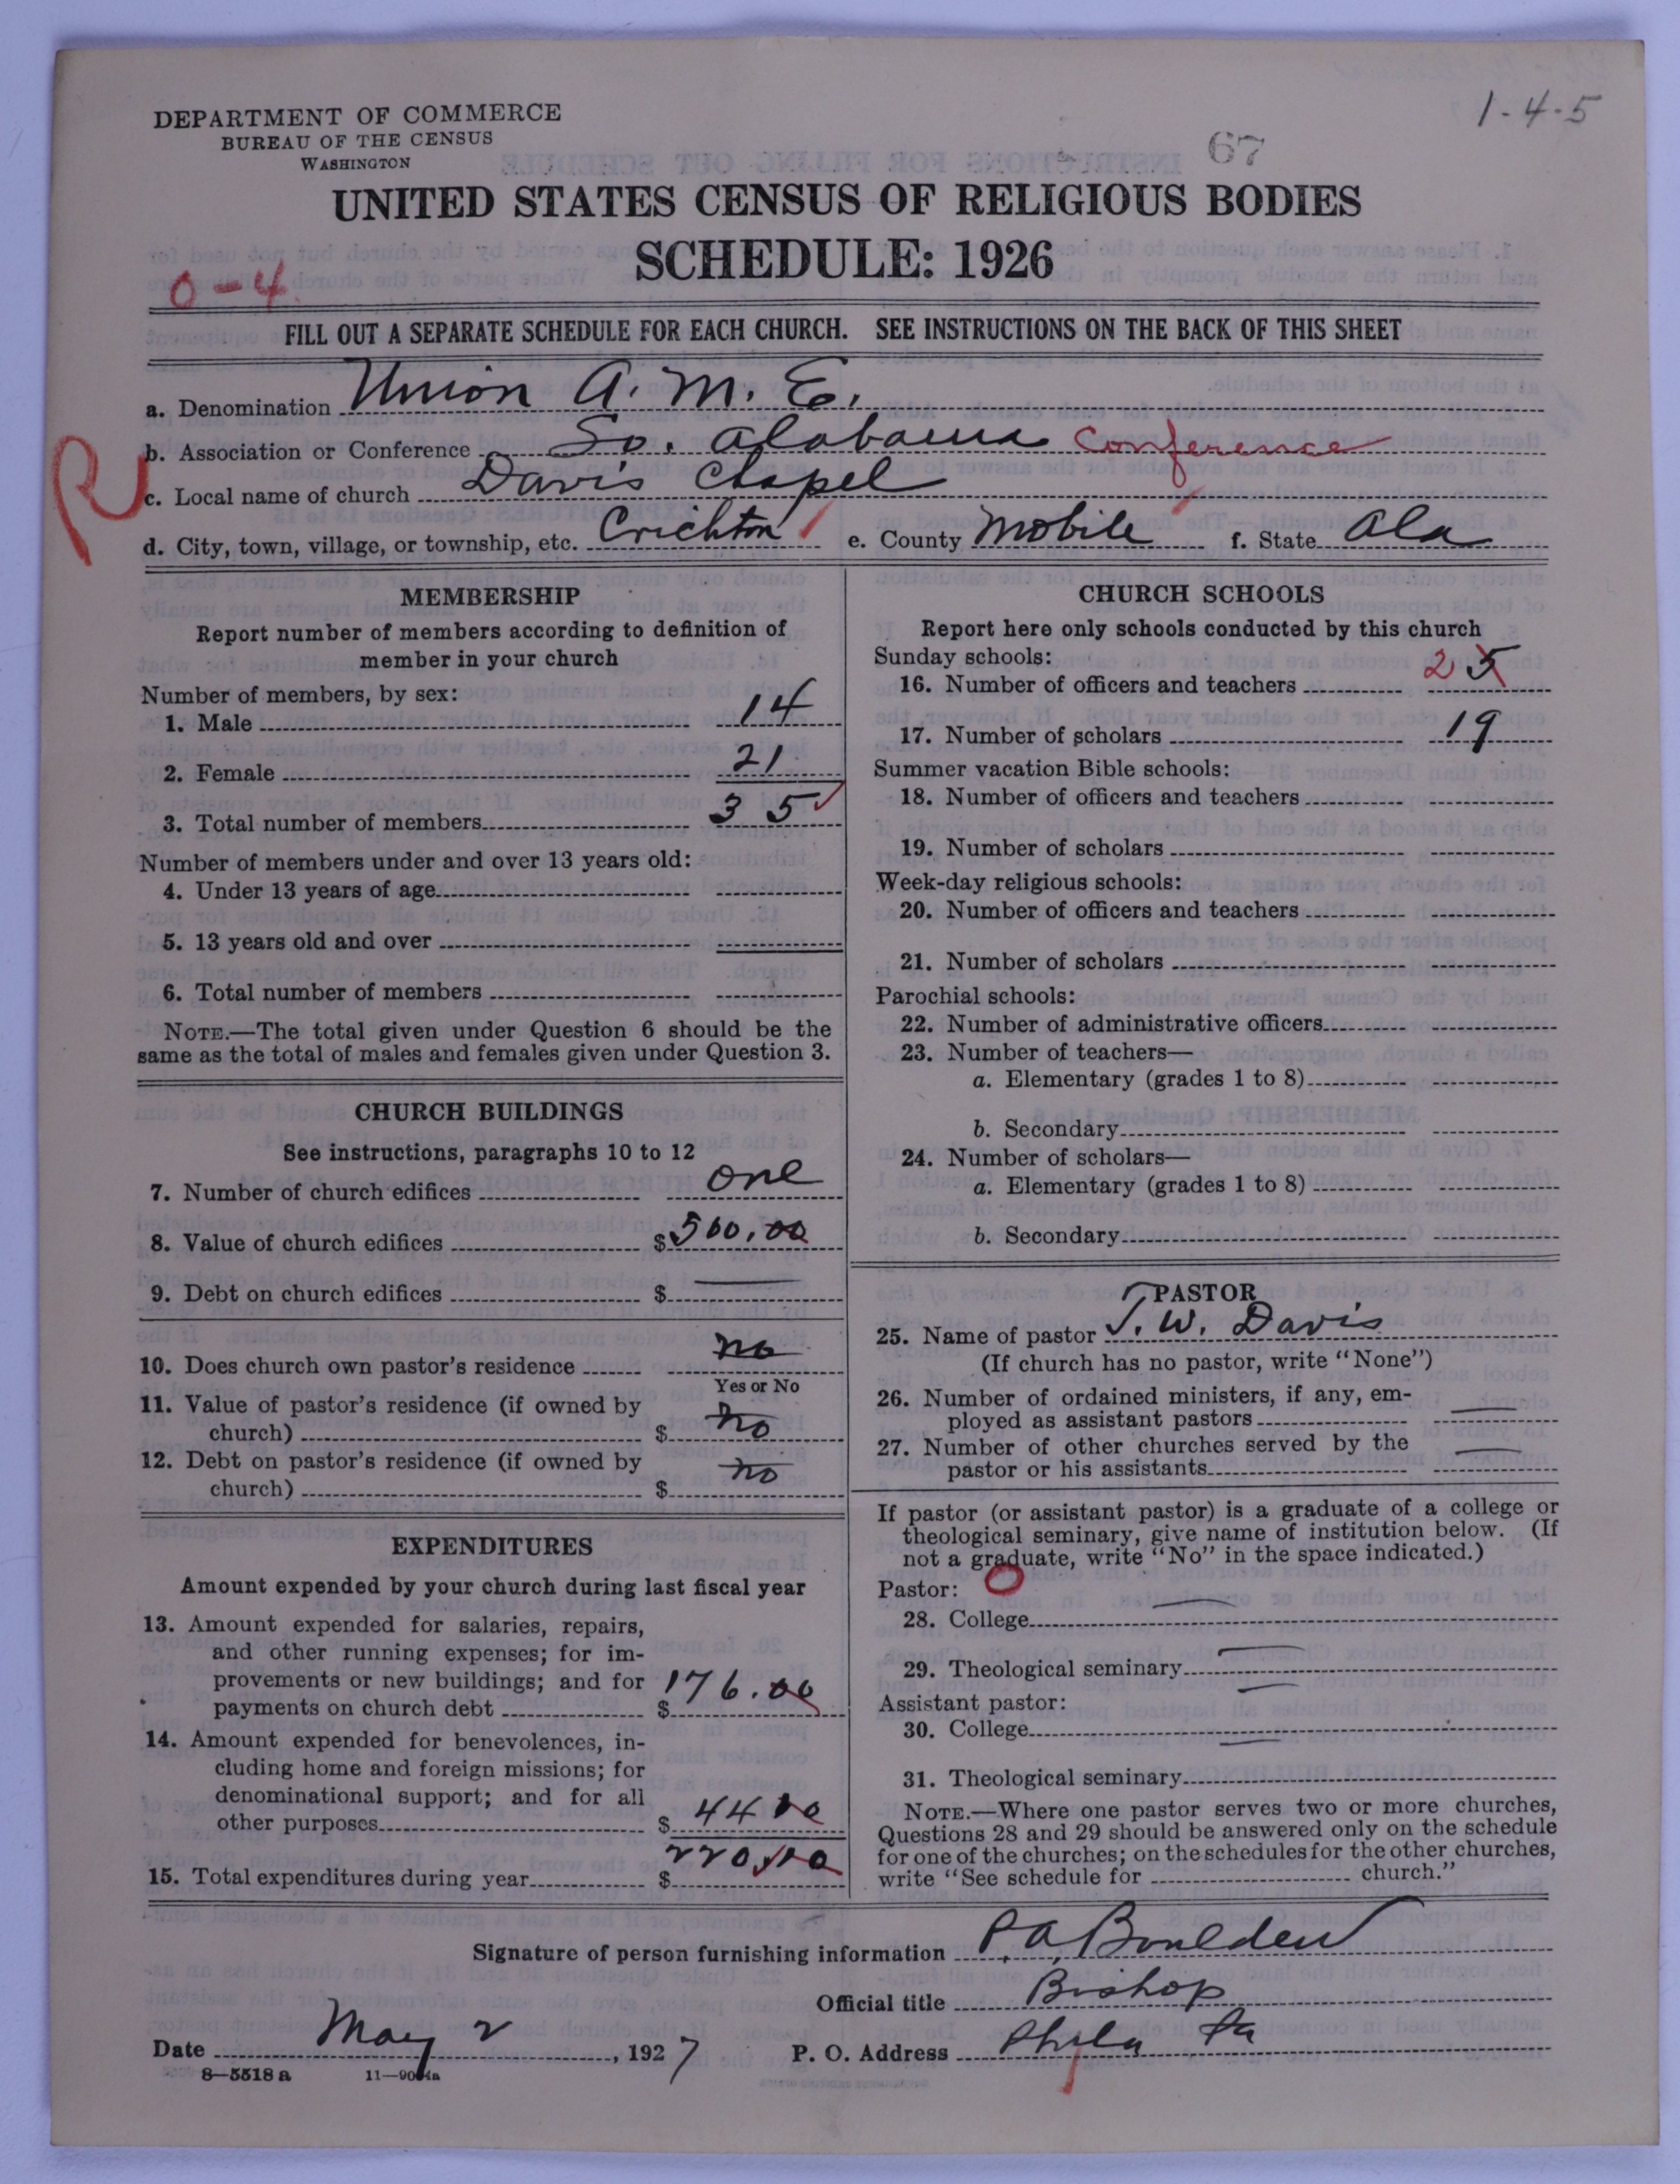 1-4-5
DEPARTMENT OF COMMERCE
BUREAU OF THE CENSUS
WASHINGTON
67
UNITED STATES CENSUS OF RELIGIOUS BODIES
SCHEDULE: 1926
0-4
FILL OUT A SEPARATE SCHEDULE FOR EACH CHURCH. SEE INSTRUCTIONS ON THE BACK OF THIS SHEET
a. Denomination Union A. M. E.
b. Association or Conference So. Alabama Conference
R
c. Local name of church Davis Chapel
d. City, town, village, or township, etc. Crichton e. County Mobile f. State Ala
MEMBERSHIP
Report number of members according to definition of
member in your church
Number of members, by sex:
1. Male 14
2. Female 21
3. Total number of members 35
Number of members under and over 13 years old:
4. Under 13 years of age
5. 13 years old and over
6. Total number of members
NOTE.—The total given under Question 6 should be the
same as the total of males and females given under Question 3.
CHURCH BUILDINGS
See instructions, paragraphs 10 to 12
7. Number of church edifices one
8. Value of church edifices $ 500.00
9. Debt on church edifices $ —
10. Does church own pastor's residence no
Yes or No
11. Value of pastor's residence (if owned by
church) $ no
12. Debt on pastor's residence (if owned by
church) $ no
EXPENDITURES
Amount expended by your church during last fiscal year
13. Amount expended for salaries, repairs,
and other running expenses; for im-
provements or new buildings; and for
payments on church debt $ 176.00
14. Amount expended for benevolences, in-
cluding home and foreign missions; for
denominational support; and for all
other purposes $ 44 00
15. Total expenditures during year $ 220.00
CHURCH SCHOOLS
Report here only schools conducted by this church
Sunday schools:
16. Number of officers and teachers 2 5
17. Number of scholars 19
Summer vacation Bible schools:
18. Number of officers and teachers
19. Number of scholars
Week-day religious schools:
20. Number of officers and teachers
21. Number of scholars
Parochial schools:
22. Number of administrative officers
23. Number of teachers—
a. Elementary (grades 1 to 8)
b. Secondary
24. Number of scholars—
a. Elementary (grades 1 to 8)
b. Secondary
PASTOR
25. Name of pastor J. W. Davis
(If church has no pastor, write "None")
26. Number of ordained ministers, if any, em-
ployed as assistant pastors —
27. Number of other churches served by the
pastor or his assistants —
If pastor (or assistant pastor) is a graduate of a college or
theological seminary, give name of institution below. (If
not a graduate, write "No" in the space indicated.)
Pastor: 0
28. College —
29. Theological seminary —
Assistant pastor:
30. College —
31. Theological seminary
NOTE.—Where one pastor serves two or more churches,
Questions 28 and 29 should be answered only on the schedule
for one of the churches; on the schedules for the other churches,
write "See schedule for church."
Signature of person furnishing information P. A. Boulden
Official title Bishop
Date May 2, 1927 P. O. Address Phila Pa
8—5518 a